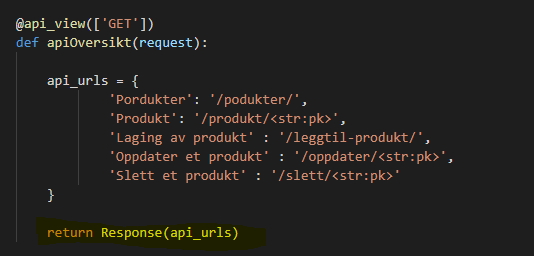 @api_view(['GET'])
def apiOversikt(request):
api_urls = {
'Pordukter': '/podukter/',
'Produkt': '/produkt/<str:pk>',
'Laging av produkt' : '/leggtil-produkt/',
'Oppdater et produkt' : '/oppdater/<str:pk>',
'Slett et produkt' : '/slett/<str:pk>'
}
return Response(api_urls)